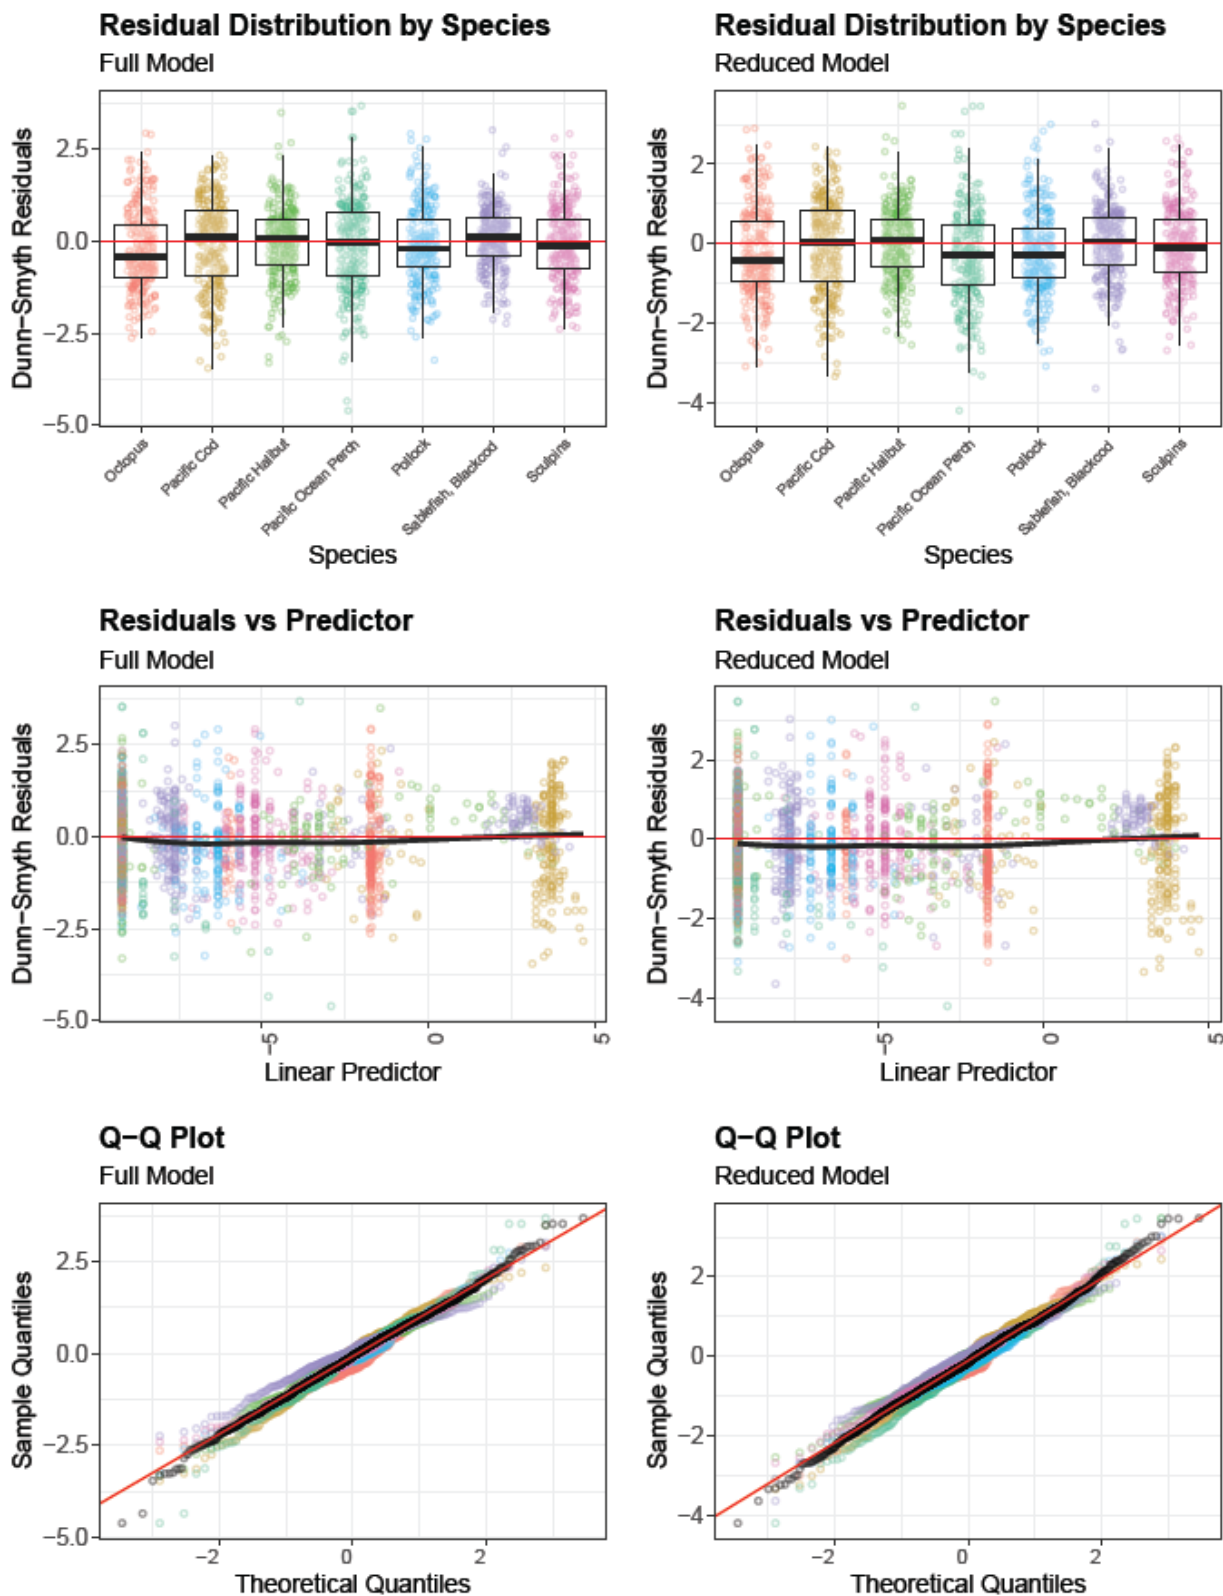 Residual Distribution by Species
Full Model
Dunn−Smyth Residuals
2.5
0.0
−2.5
−5.0
Octopus
Pacific Cod
Pacific Halibut
Pacific Ocean Perch
Pollock
Sablefish, Blackcod
Sculpins
Species
Residual Distribution by Species
Reduced Model
Dunn−Smyth Residuals
2
0
−2
−4
Octopus
Pacific Cod
Pacific Halibut
Pacific Ocean Perch
Pollock
Sablefish, Blackcod
Sculpins
Species
Residuals vs Predictor
Full Model
Dunn−Smyth Residuals
2.5
0.0
−2.5
−5.0
−5
0
5
Linear Predictor
Residuals vs Predictor
Reduced Model
Dunn−Smyth Residuals
2
0
−2
−4
−5
0
5
Linear Predictor
Q−Q Plot
Full Model
Sample Quantiles
2.5
0.0
−2.5
−5.0
−2
0
2
Theoretical Quantiles
Q−Q Plot
Reduced Model
Sample Quantiles
2
0
−2
−4
−2
0
2
Theoretical Quantiles